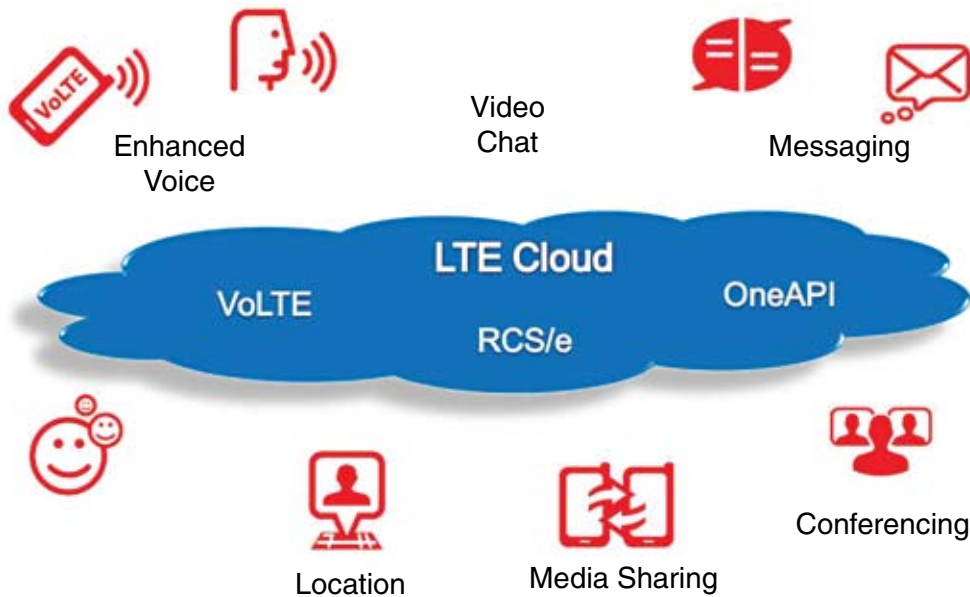 VoLTE
Enhanced
Voice
Video
Chat
Messaging
LTE Cloud
VoLTE
OneAPI
RCS/e
Location
Media Sharing
Conferencing